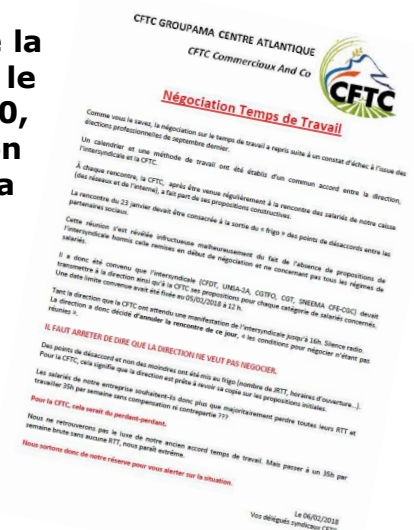 e la
le
0,
on
a
CFTC GROUPAMA CENTRE ATLANTIQUE
CFTC Commerciaux And Co
CFTC
Négociation Temps de Travail
Comme vous le savez, la négociation sur le temps de travail a repris suite à un constat d'échec à l'issue des
élections professionnelles de septembre dernier.
Un calendrier et une méthode de travail ont été établis d'un commun accord entre la direction,
l'intersyndicale et la CFTC.
À chaque rencontre, la CFTC, après être venue régulièrement à la rencontre des salariés de notre caisse
(des réseaux et de l'interne), a fait part de ses propositions constructives.
La rencontre du 23 janvier devait être consacrée à la sortie du « frigo » des points de désaccords entre les
partenaires sociaux.
Cette réunion s'est révélée infructueuse malheureusement du fait de l'absence de propositions de
l'intersyndicale hormis celle remises en début de négociation et ne concernant pas tous les régimes de
salariés.
Il a donc été convenu que l'intersyndicale (CFDT, UNSA-2A, CGTFO, CGT, SNEEMA CFE-CGC) devait
transmettre à la direction ainsi qu'à la CFTC ses propositions pour chaque catégorie de salariés concernés.
Une date limite convenue avait été fixée au 05/02/2018 à 12 h.
Tant la direction que la CFTC ont attendu une manifestation de l'intersyndicale jusqu'à 16h. Silence radio.
La direction a donc décidé d'annuler la rencontre de ce jour, « les conditions pour négocier n'étant pas
réunies ».
IL FAUT ARRETER DE DIRE QUE LA DIRECTION NE VEUT PAS NEGOCIER.
Des points de désaccord et non des moindres ont été mis au frigo (nombre de JRTT, horaires d'ouverture...).
Pour la CFTC, cela signifie que la direction est prête à revoir sa copie sur les propositions initiales.
Les salariés de notre entreprise souhaitent-ils donc plus que majoritairement perdre toutes leurs RTT et
travailler 35h par semaine sans compensation ni contrepartie ???
Pour la CFTC, cela serait du perdant-perdant.
Nous ne retrouverons pas le luxe de notre ancien accord temps de travail. Mais passer à un 35h par
semaine brute sans aucune RTT, nous paraît extrême.
Nous sortons donc de notre réserve pour vous alerter sur la situation.
Le 06/02/2018
Vos délégués syndicaux CFTC